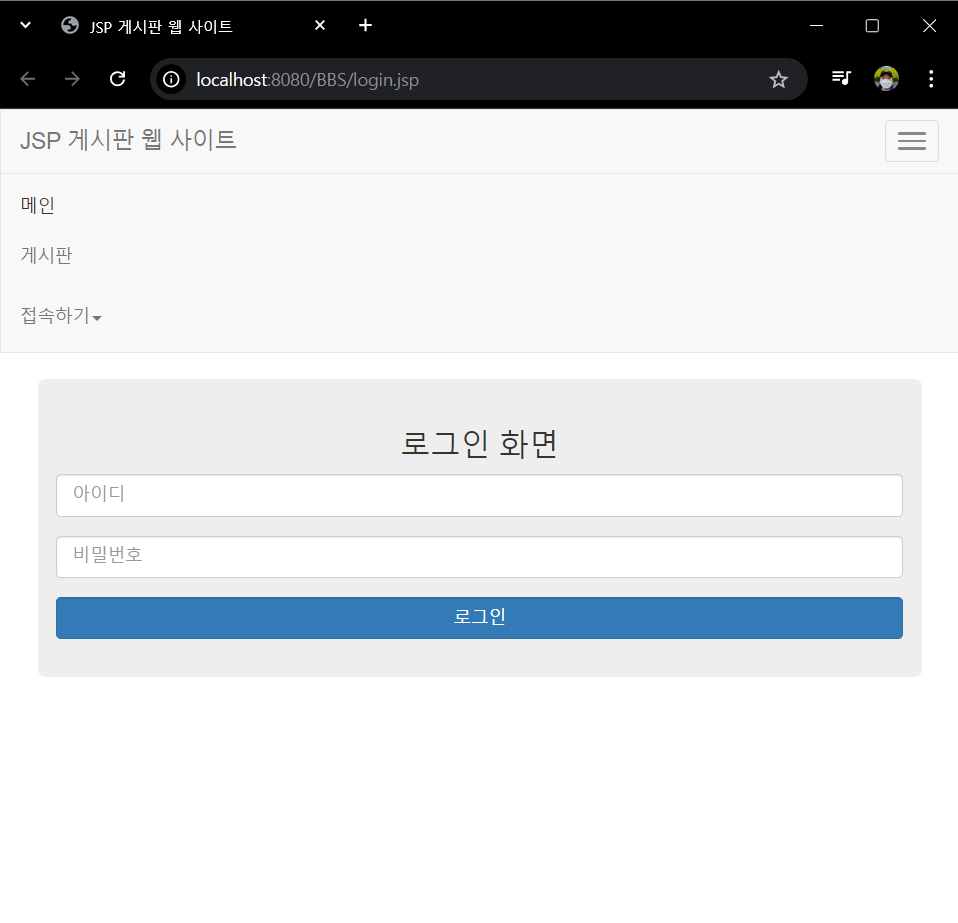 JSP 게시판 웹 사이트
localhost:8080/BBS/login.jsp
JSP 게시판 웹 사이트
메인
게시판
접속하기
로그인 화면
아이디
비밀번호
로그인